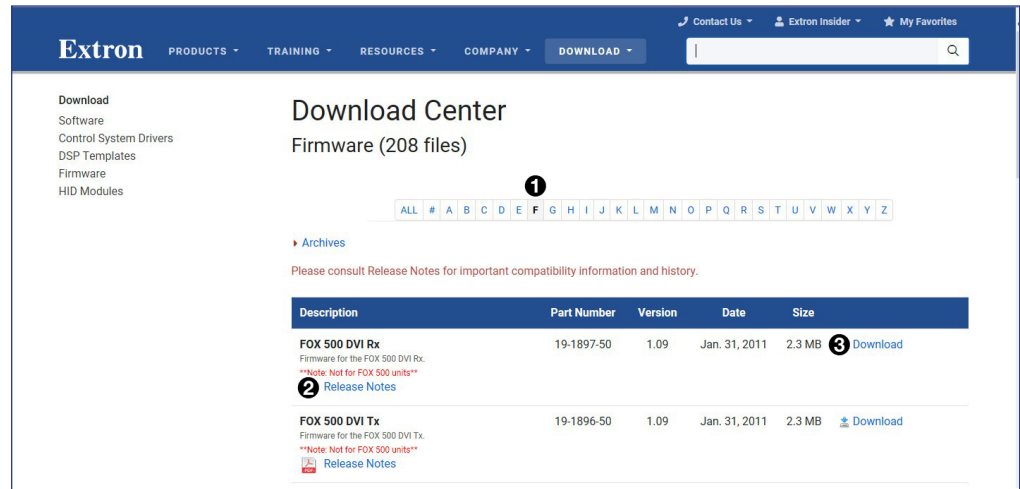 Contact Us Extron Insider My Favorites
Extron PRODUCTS TRAINING RESOURCES COMPANY DOWNLOAD
Download
Software
Control System Drivers
DSP Templates
Firmware
HID Modules
Download Center
Firmware (208 files)
1
ALL # A B C D E F G H I J K L M N O P Q R S T U V W X Y Z
Archives
Please consult Release Notes for important compatibility information and history.
Description Part Number Version Date Size
FOX 500 DVI Rx 19-1897-50 1.09 Jan. 31, 2011 2.3 MB 3 Download
Firmware for the FOX 500 DVI Rx.
**Note: Not for FOX 500 units**
2 Release Notes
FOX 500 DVI Tx 19-1896-50 1.09 Jan. 31, 2011 2.3 MB Download
Firmware for the FOX 500 DVI Tx.
**Note: Not for FOX 500 units**
PDF Release Notes